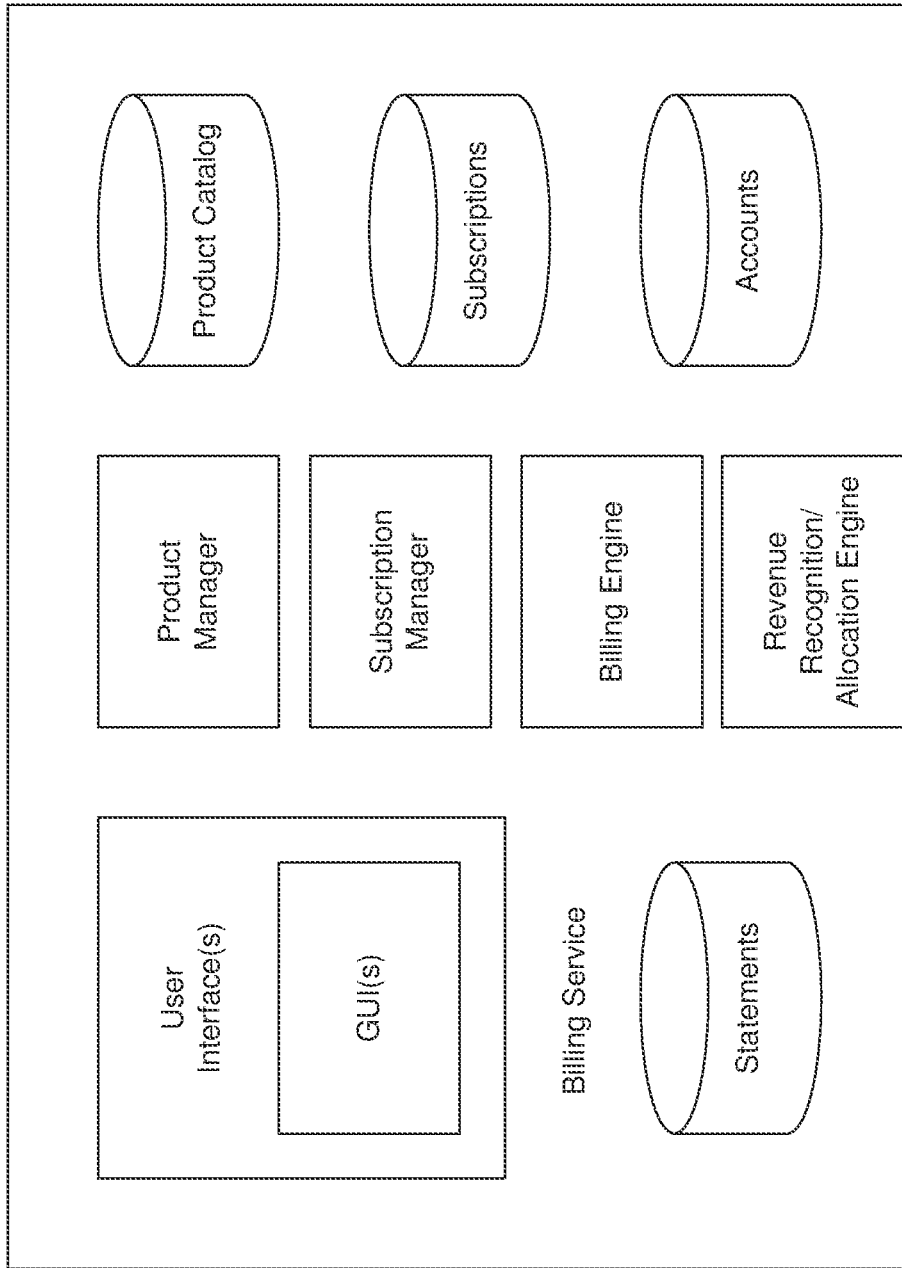 User
Interface(s)
GUI(s)
Billing Service
Statements
Product
Manager
Subscription
Manager
Billing Engine
Revenue
Recognition/
Allocation Engine
Product Catalog
Subscriptions
Accounts